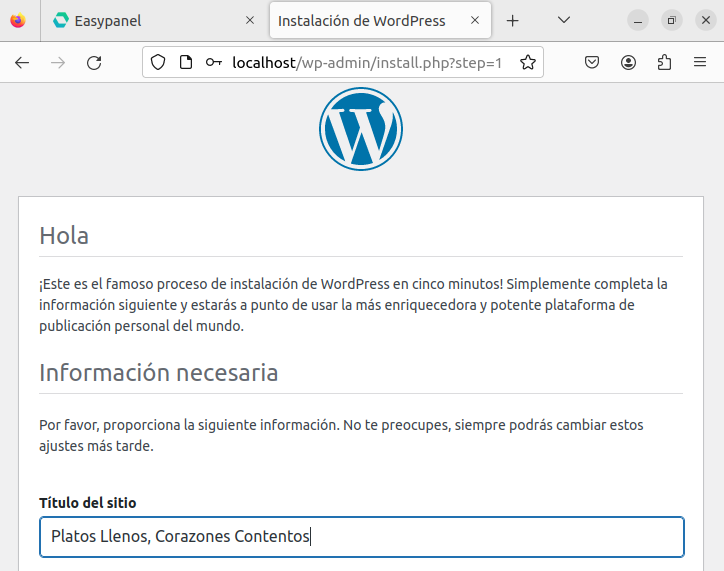 Easypanel
Instalación de WordPress
localhost/wp-admin/install.php?step=1
Hola
¡Este es el famoso proceso de instalación de WordPress en cinco minutos! Simplemente completa la
información siguiente y estarás a punto de usar la más enriquecedora y potente plataforma de
publicación personal del mundo.
Información necesaria
Por favor, proporciona la siguiente información. No te preocupes, siempre podrás cambiar estos
ajustes más tarde.
Título del sitio
Platos Llenos, Corazones Contentos